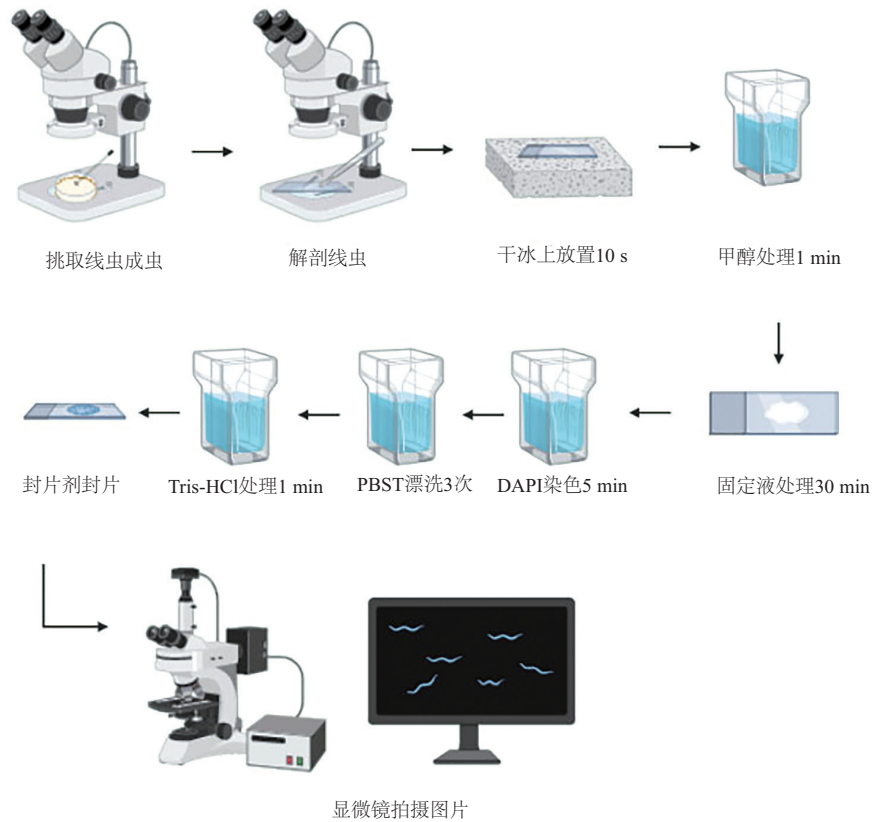 挑取线虫成虫
解剖线虫
干冰上放置10 s
甲醇处理1 min
固定液处理30 min
DAPI染色5 min
PBST漂洗3次
Tris-HCl处理1 min
封片剂封片
显微镜拍摄图片